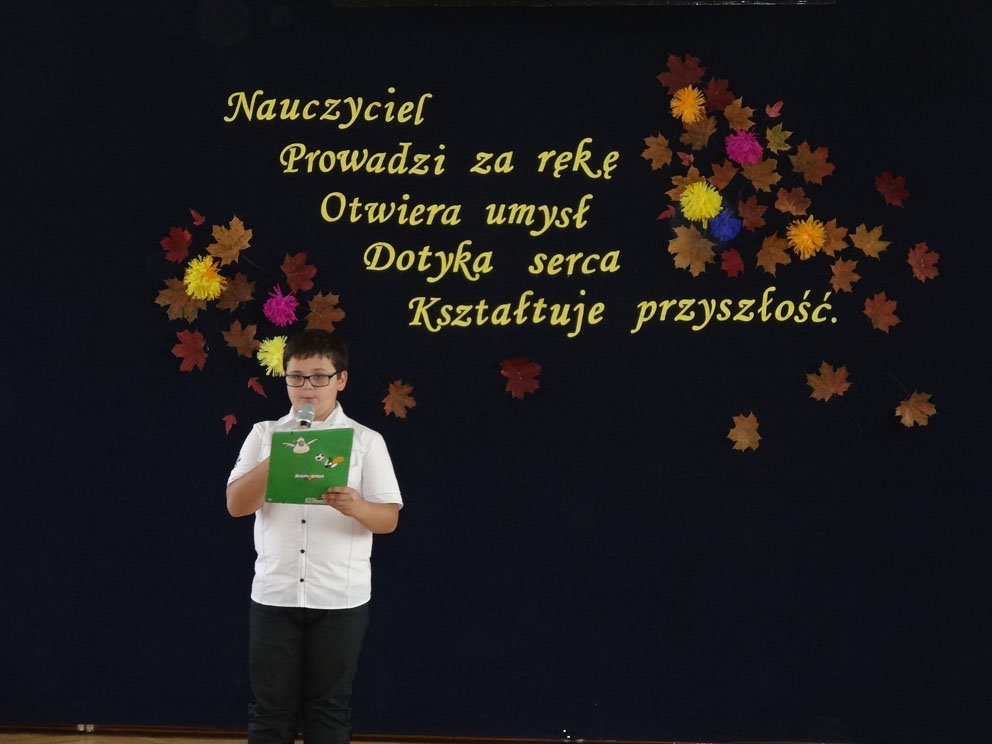 Nauczyciel
Prowadzi za rękę
Otwiera umysł
Dotyka serca
Kształtuje przyszłość.